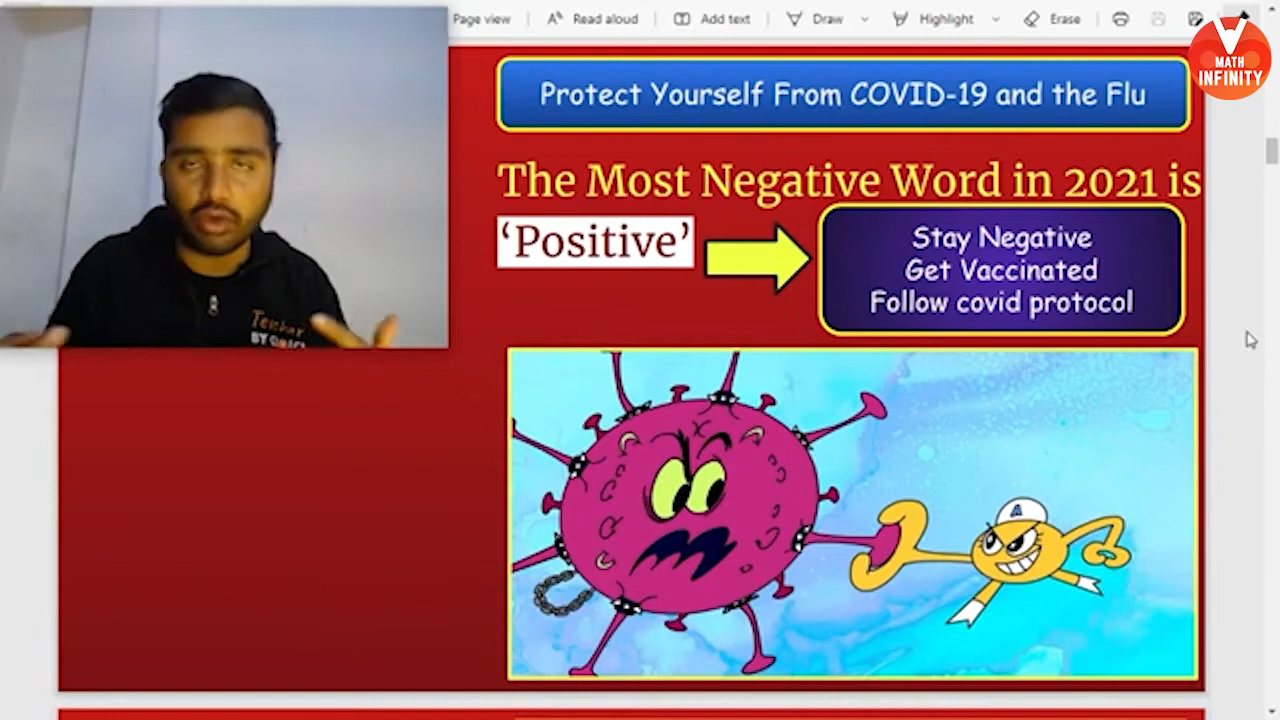 Page view
Read aloud
Add text
Draw
Highlight
Erase
MATH
INFINITY
Protect Yourself From COVID-19 and the Flu
The Most Negative Word in 2021 is
‘Positive’
Stay Negative
Get Vaccinated
Follow covid protocol
A